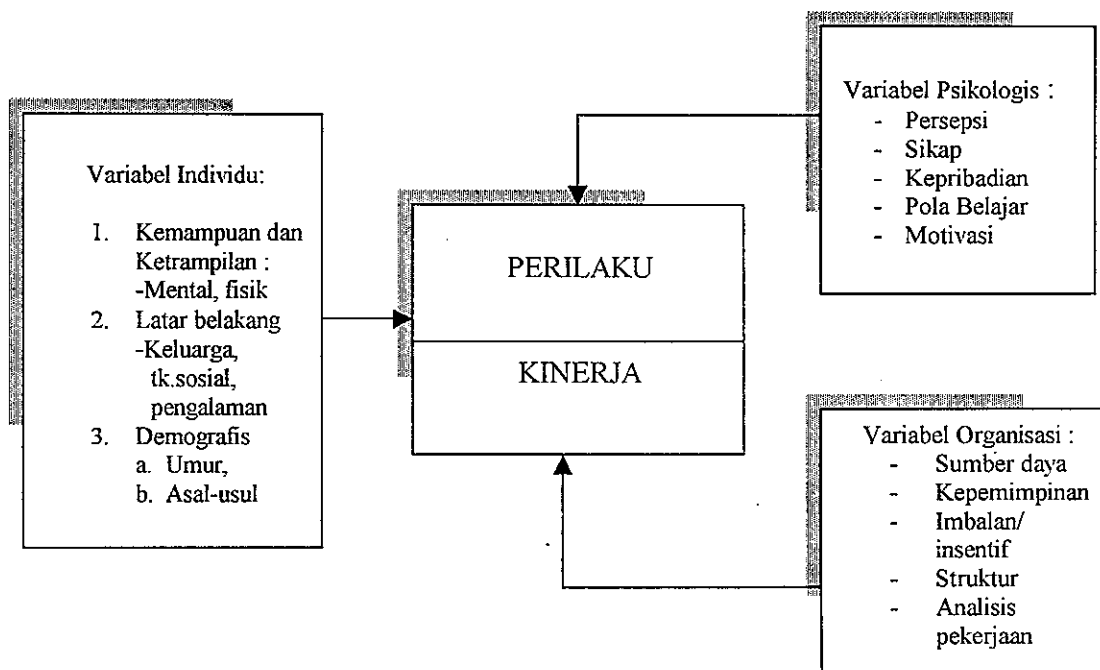 Variabel Individu:
1. Kemampuan dan
Ketrampilan :
-Mental, fisik
2. Latar belakang
-Keluarga,
tk.sosial,
pengalaman
3. Demografis
a. Umur,
b. Asal-usul
PERILAKU
KINERJA
Variabel Psikologis :
- Persepsi
- Sikap
- Kepribadian
- Pola Belajar
- Motivasi
Variabel Organisasi :
- Sumber daya
- Kepemimpinan
- Imbalan/
insentif
- Struktur
- Analisis
pekerjaan